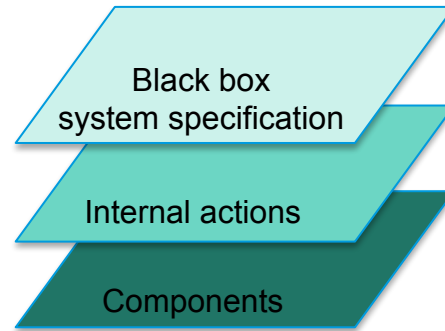 Black box
system specification
Internal actions
Components